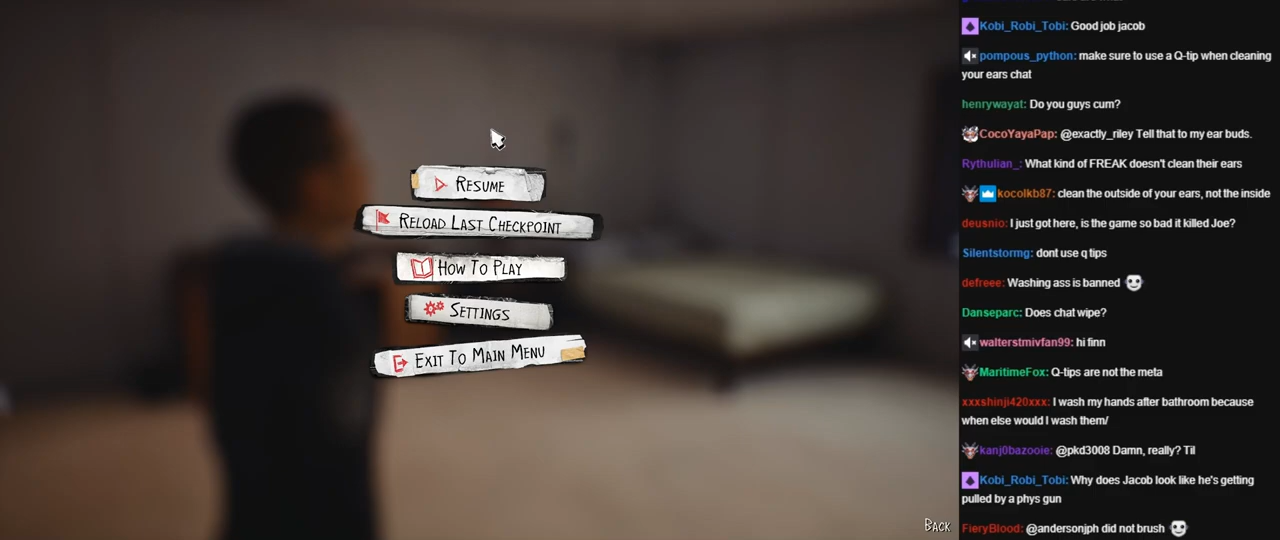 Resume
Reload Last Checkpoint
How To Play
Settings
Exit To Main Menu
Back
Kobi_Robi_Tobi: Good job jacob
pompous_python: make sure to use a Q-tip when cleaning
your ears chat
henrywayat: Do you guys cum?
CocoYayaPap: @exactly_riley Tell that to my ear buds.
Rythulian_: What kind of FREAK doesn't clean their ears
kocolkb87: clean the outside of your ears, not the inside
deusnio: I just got here, is the game so bad it killed Joe?
Silentstormg: dont use q tips
defreee: Washing ass is banned
Danseparc: Does chat wipe?
walterstmivfan99: hi finn
MaritimeFox: Q-tips are not the meta
xxxshinji420xxx: I wash my hands after bathroom because
when else would I wash them/
kanj0bazooie: @pkd3008 Damn, really? Til
Kobi_Robi_Tobi: Why does Jacob look like he's getting
pulled by a phys gun
FieryBlood: @andersonjph did not brush